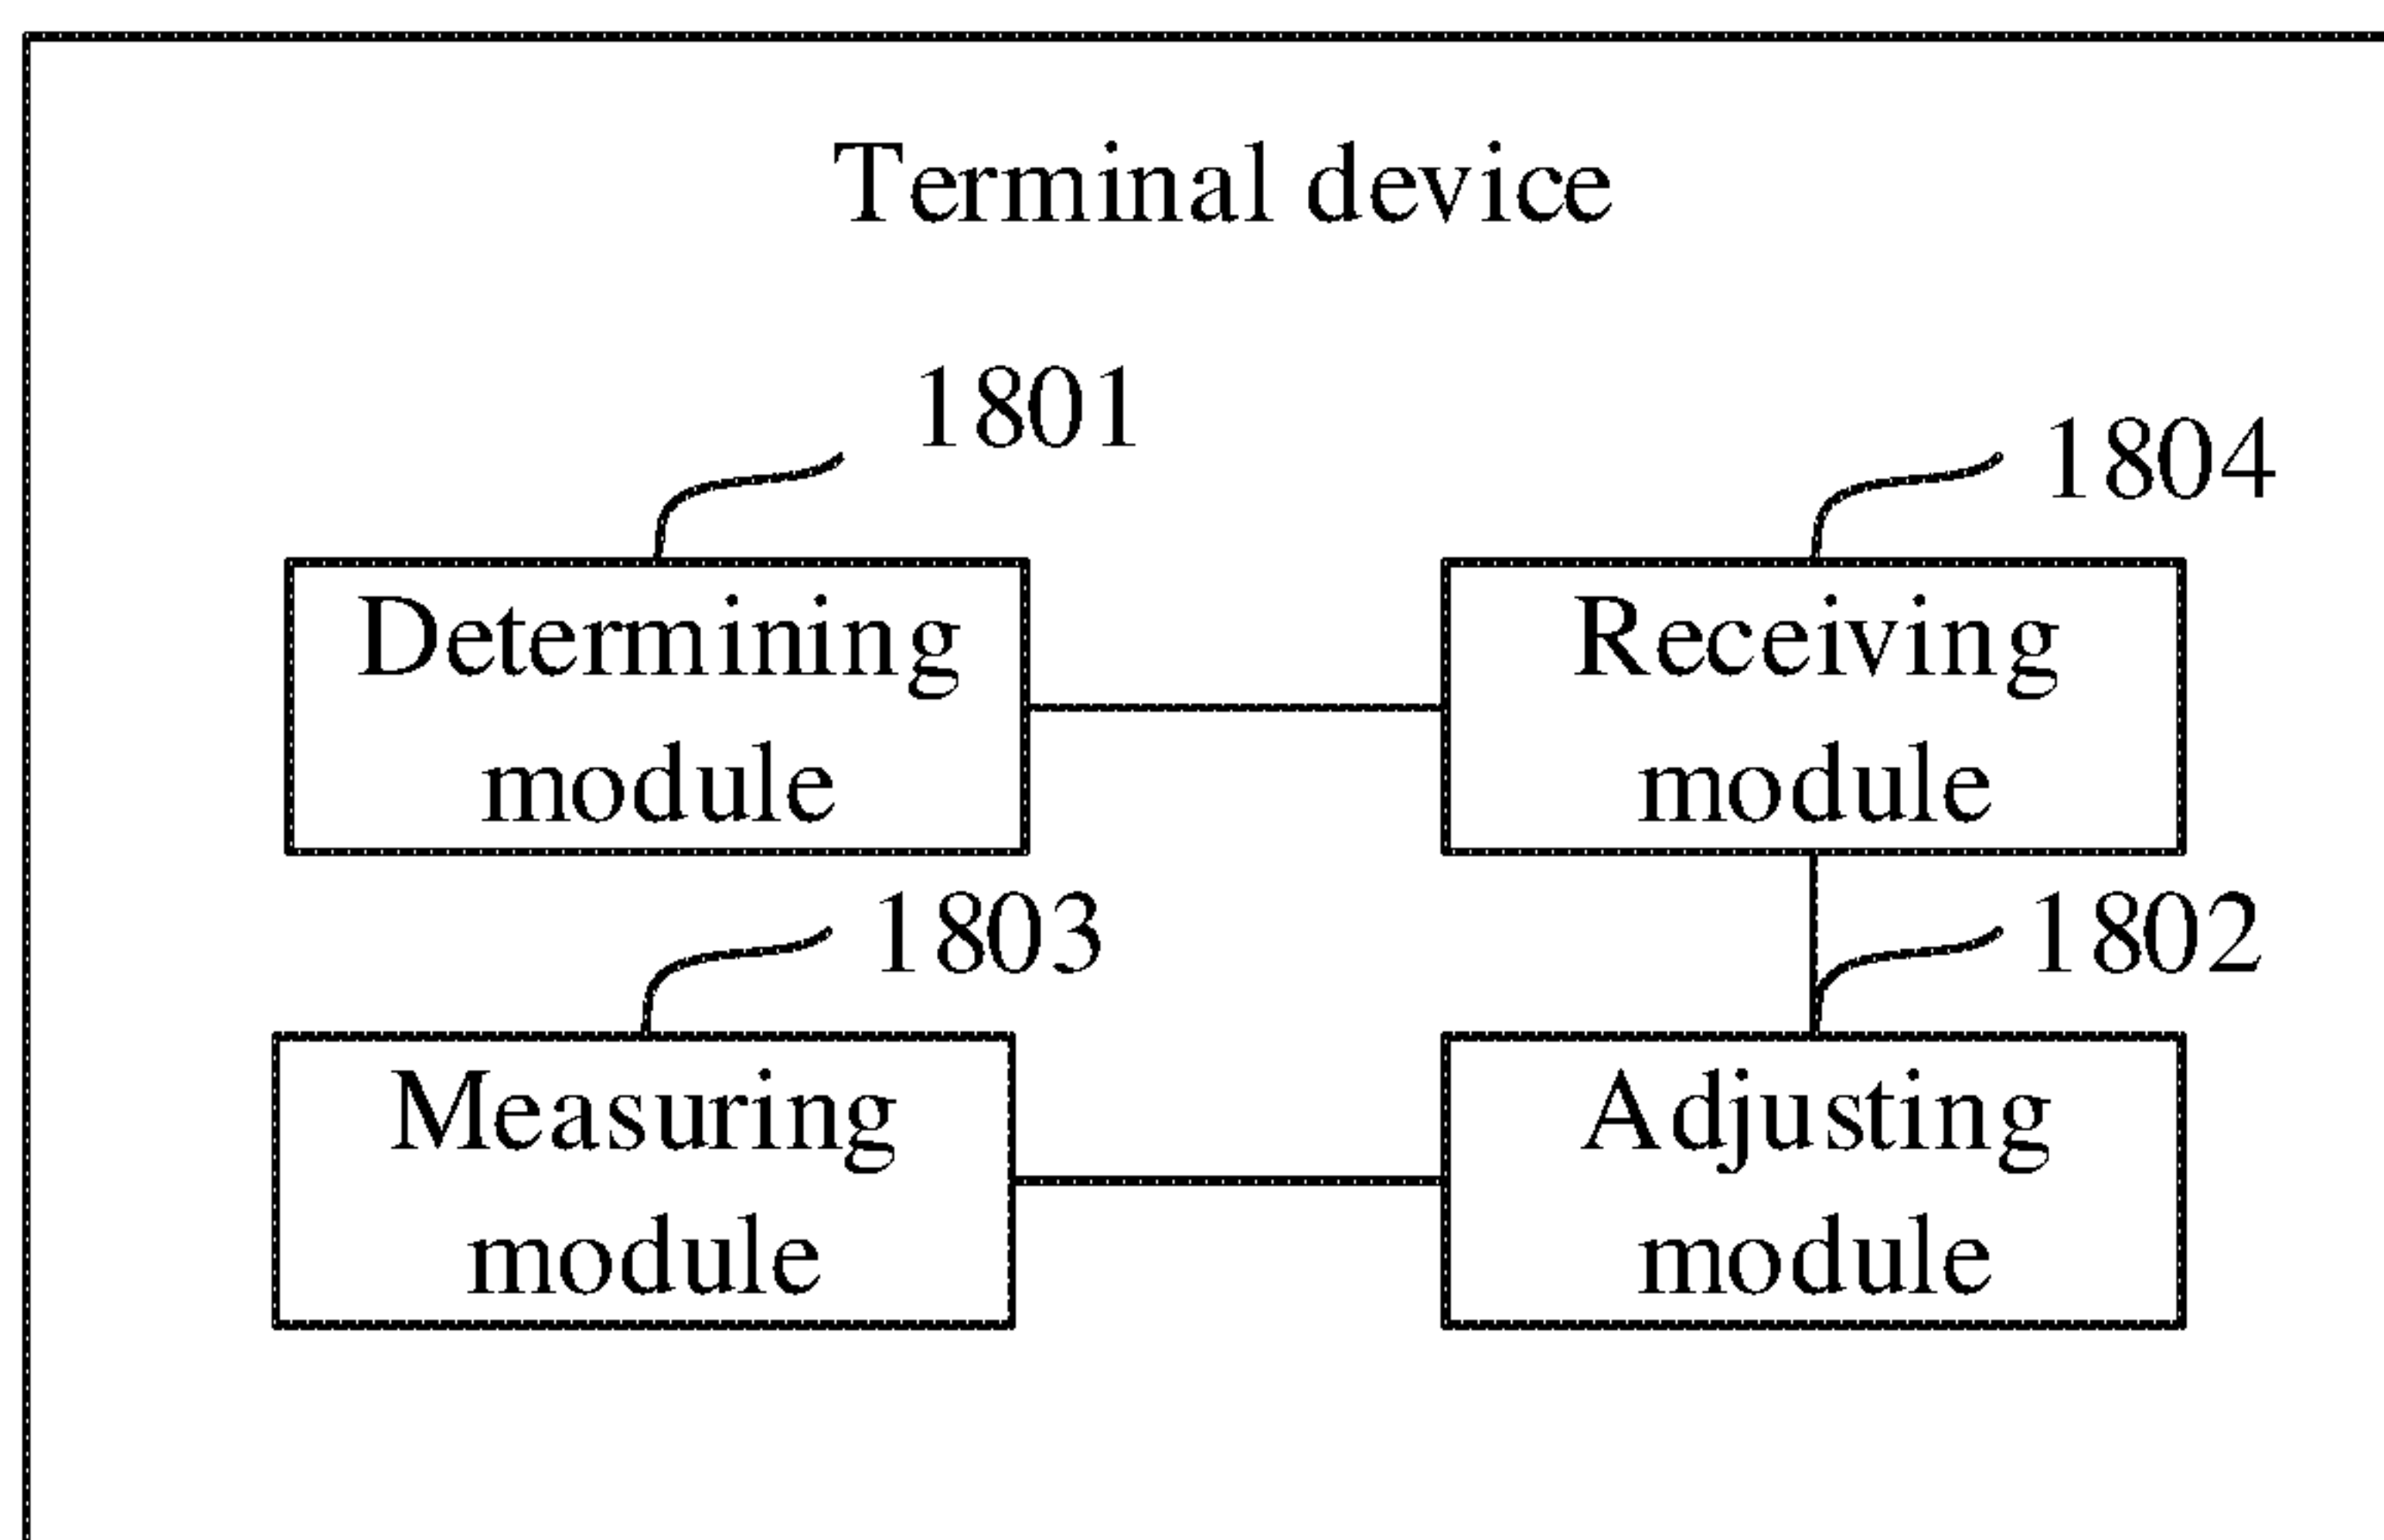 Terminal device
1801
1804
Determining
module
Receiving
module
1803
1802
Measuring
module
Adjusting
module